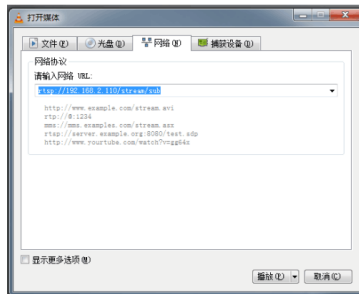 打开媒体
文件(F) 光盘(D) 网络(N) 捕获设备(D)
网络协议
请输入网络 URL:
rtsp://192.168.2.110/stream/sub
http://www.example.com/stream.avi
rtp://@:1234
mms://mms.examples.com/stream.asx
rtsp://server.example.org:8080/test.sdp
http://www.yourtube.com/watch?v=gg64x
显示更多选项(M)
播放(P) 取消(C)